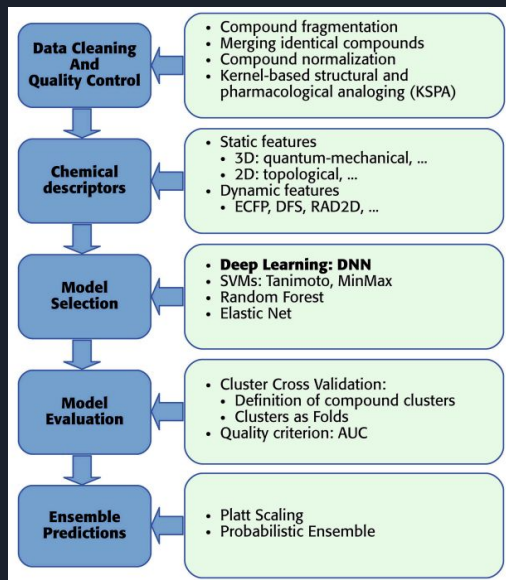 Data Cleaning
And
Quality Control
• Compound fragmentation
• Merging identical compounds
• Compound normalization
• Kernel-based structural and
pharmacological analoging (KSPA)
Chemical
descriptors
• Static features
• 3D: quantum-mechanical, ...
• 2D: topological, ...
• Dynamic features
• ECFP, DFS, RAD2D, ...
Model
Selection
• Deep Learning: DNN
• SVMs: Tanimoto, MinMax
• Random Forest
• Elastic Net
Model
Evaluation
• Cluster Cross Validation:
• Definition of compound clusters
• Clusters as Folds
• Quality criterion: AUC
Ensemble
Predictions
• Platt Scaling
• Probabilistic Ensemble